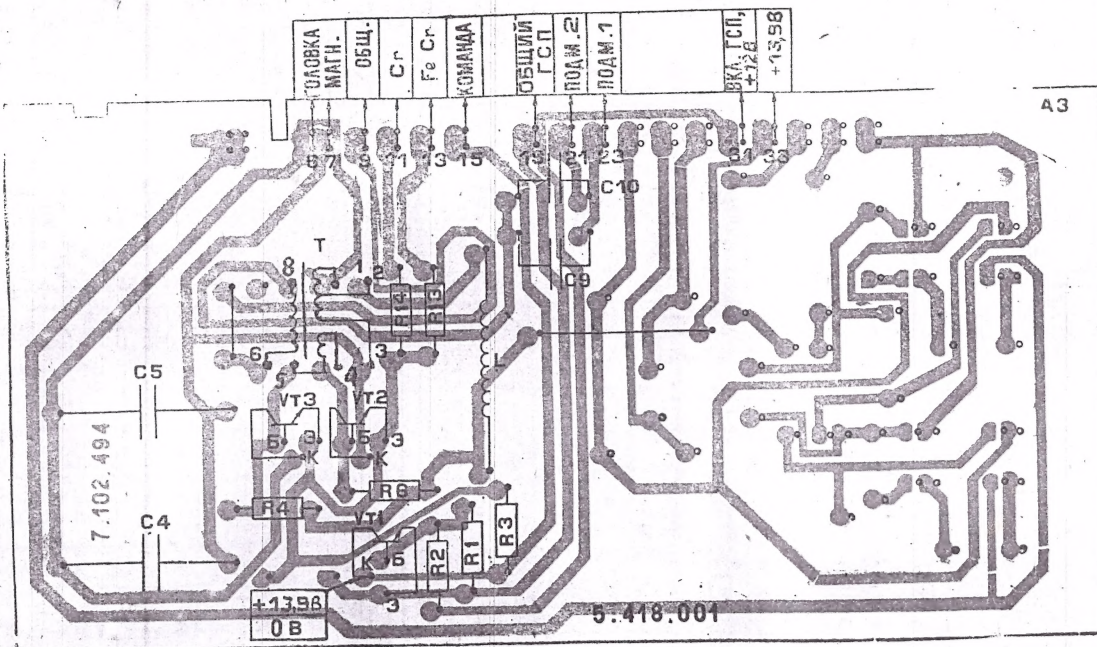 ГОЛОВКА
МАГН.
ОБЩ.
Cr
Fe Cr
КОМАНДА
ОБЩИЙ
ГСП
ПОДМ.2
ПОДМ.1
ВКЛ. ГСП,
+12В
+13,9В
А3
6 7 9 11 13 15
19 21 23
31 33
C10
C9
T
8 1 2
R14
R13
6
3
5 4
L
C5
VT3
VT2
Б Э
К
Б Э
К
7.102.494
R6
R4
VT1
К Б
Э
R2
R1
R3
C4
+13,9В
0В
5.418.001